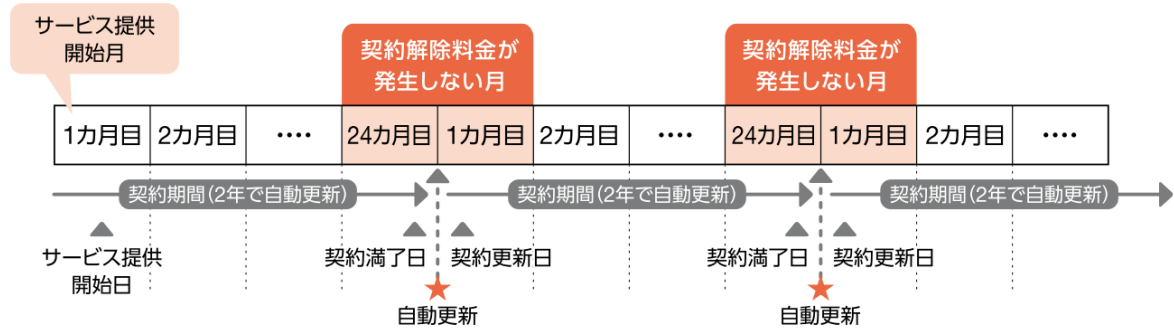 サービス提供
開始月
契約解除料金が
発生しない月
契約解除料金が
発生しない月
1カ月目 2カ月目 ‥‥ 24カ月目 1カ月目 2カ月目 ‥‥ 24カ月目 1カ月目 2カ月目 ‥‥
契約期間(2年で自動更新) 契約期間(2年で自動更新) 契約期間(2年で自動更新)
サービス提供
開始日
契約満了日 契約更新日 契約満了日 契約更新日
自動更新 自動更新